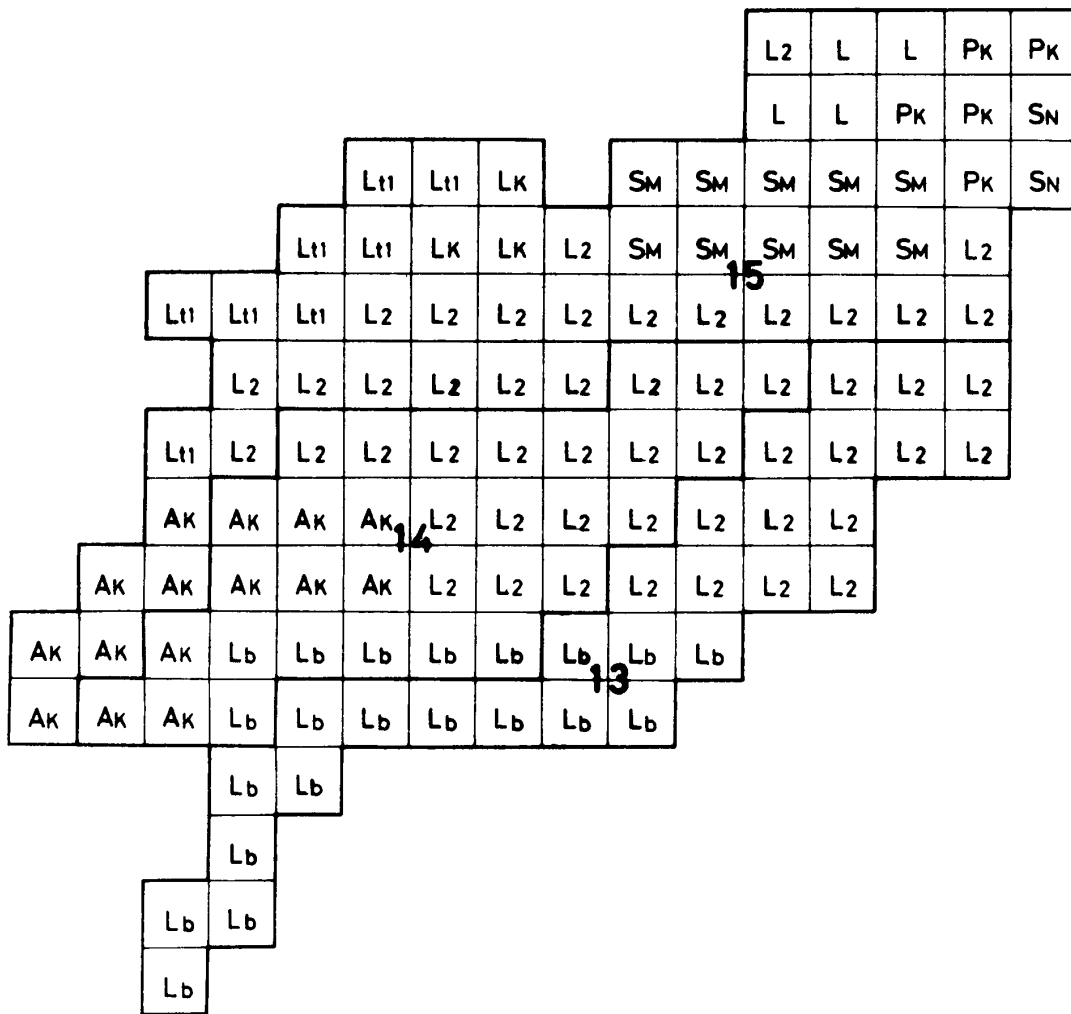 L2 L L PK PK
L L PK PK SN
Lt1 Lt1 LK SM SM SM SM SM PK SN
Lt1 Lt1 LK LK L2 SM SM SM SM SM L2
15
Lt1 Lt1 Lt1 L2 L2 L2 L2 L2 L2 L2 L2 L2 L2
L2 L2 L2 L2 L2 L2 L2 L2 L2 L2 L2 L2
Lt1 L2 L2 L2 L2 L2 L2 L2 L2 L2 L2 L2 L2
AK AK AK AK L2 L2 L2 L2 L2 L2 L2
14
AK AK AK AK AK L2 L2 L2 L2 L2 L2 L2
AK AK AK Lb Lb Lb Lb Lb Lb Lb Lb
13
AK AK AK Lb Lb Lb Lb Lb Lb Lb
Lb Lb
Lb
Lb Lb
Lb